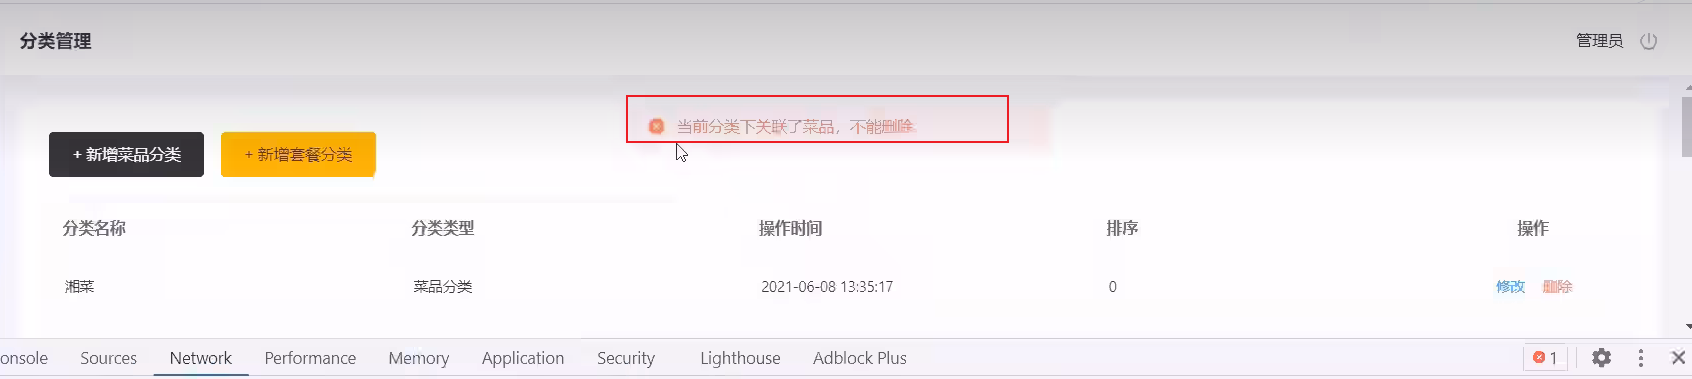 分类管理
管理员
当前分类下关联了菜品，不能删除
+ 新增菜品分类
+ 新增套餐分类
分类名称 分类类型 操作时间 排序 操作
湘菜 菜品分类 2021-06-08 13:35:17 0 修改 删除
onsole Sources Network Performance Memory Application Security Lighthouse Adblock Plus 1